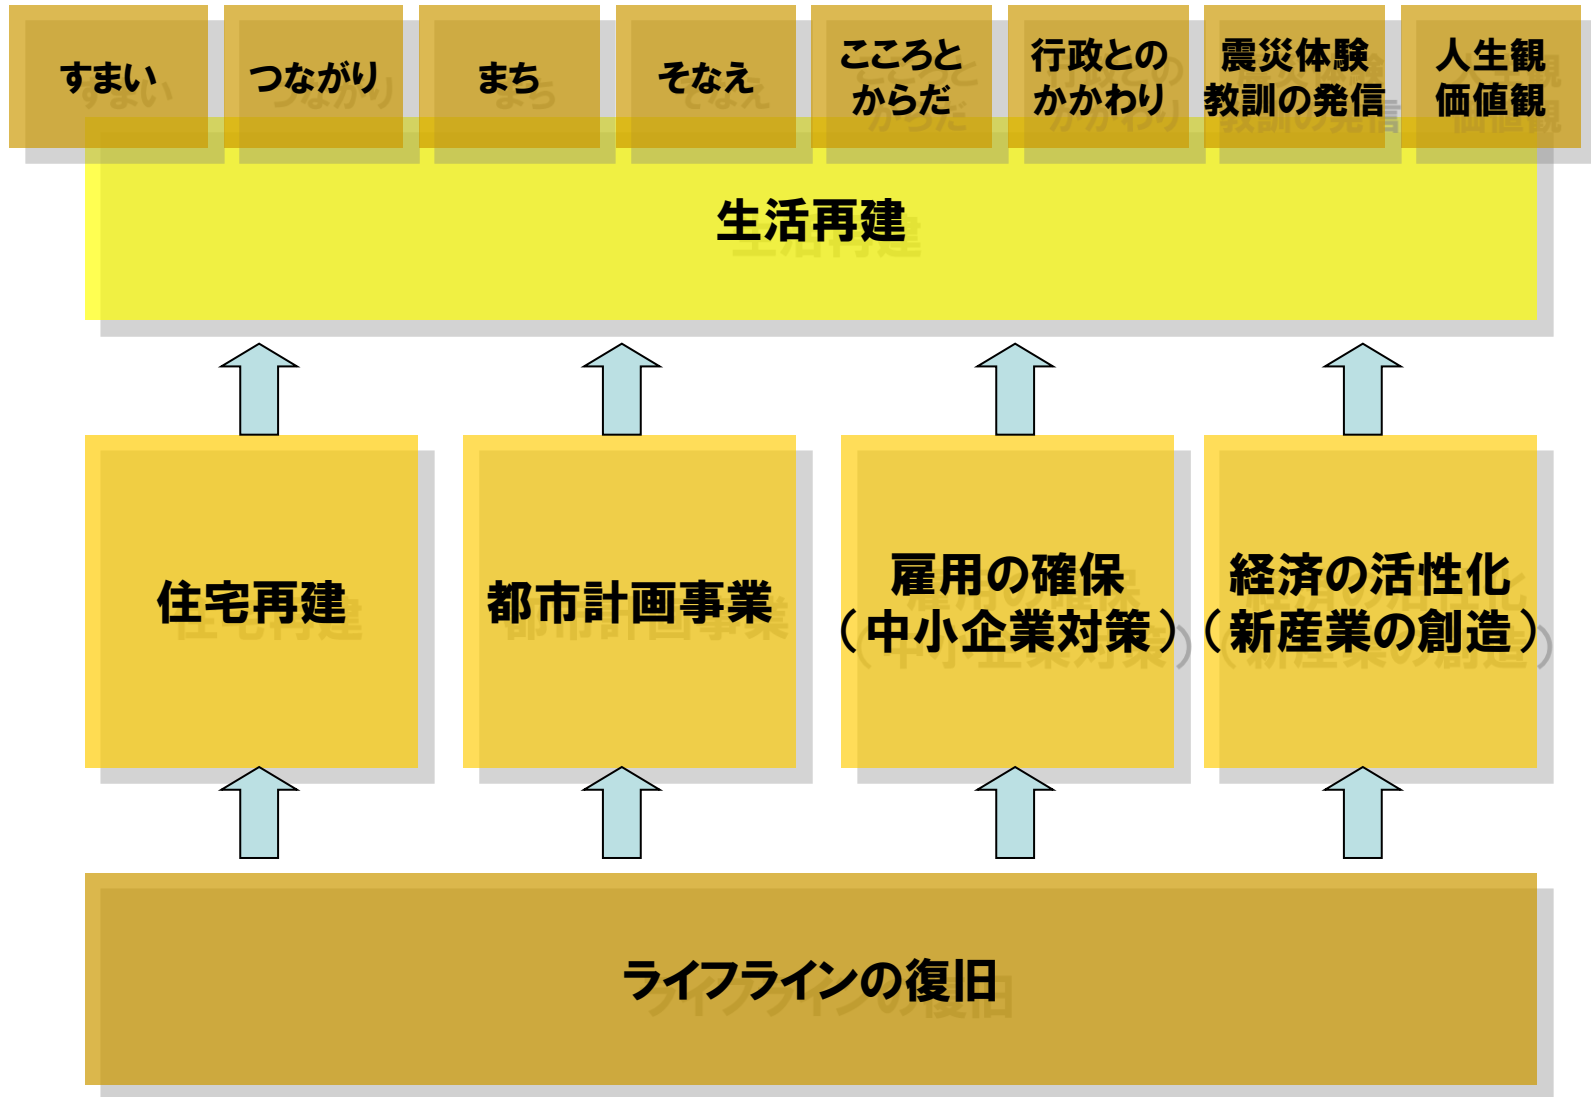 すまい
つながり
まち
そなえ
こころと
からだ
行政との
かかわり
震災体験
教訓の発信
人生観
価値観
生活再建
住宅再建
都市計画事業
雇用の確保
（中小企業対策）
経済の活性化
（新産業の創造）
ライフラインの復旧